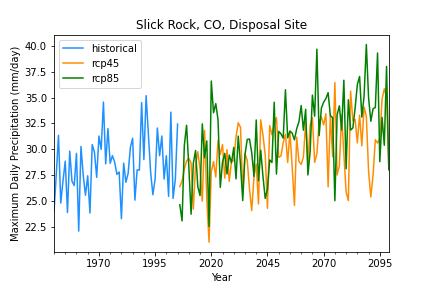 Slick Rock, CO, Disposal Site
historical
rcp45
rcp85
Maximum Daily Precipitation (mm/day)
40.0
37.5
35.0
32.5
30.0
27.5
25.0
22.5
1970 1995 2020 2045 2070 2095
Year